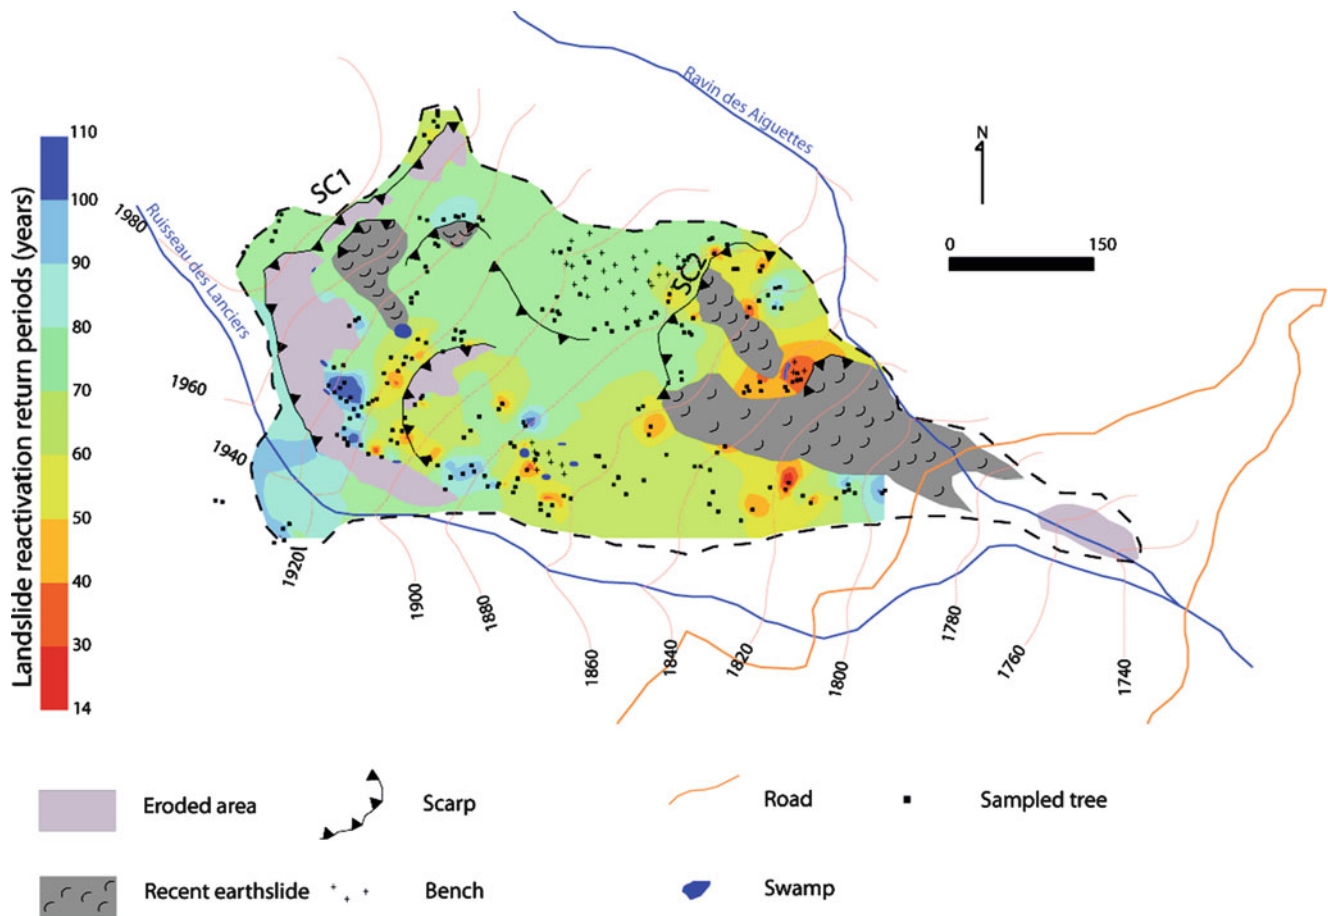 Ravin des Aiguettes
N
0 150
SC1
SC2
Ruisseau des Lanciers
Landslide reactivation return periods (years)
110
100
90
80
70
60
50
40
30
14
1980
1960
1940
1920
1900
1880
1860
1840
1820
1800
1780
1760
1740
Eroded area
Scarp
Road
Sampled tree
Recent earthslide
Bench
Swamp